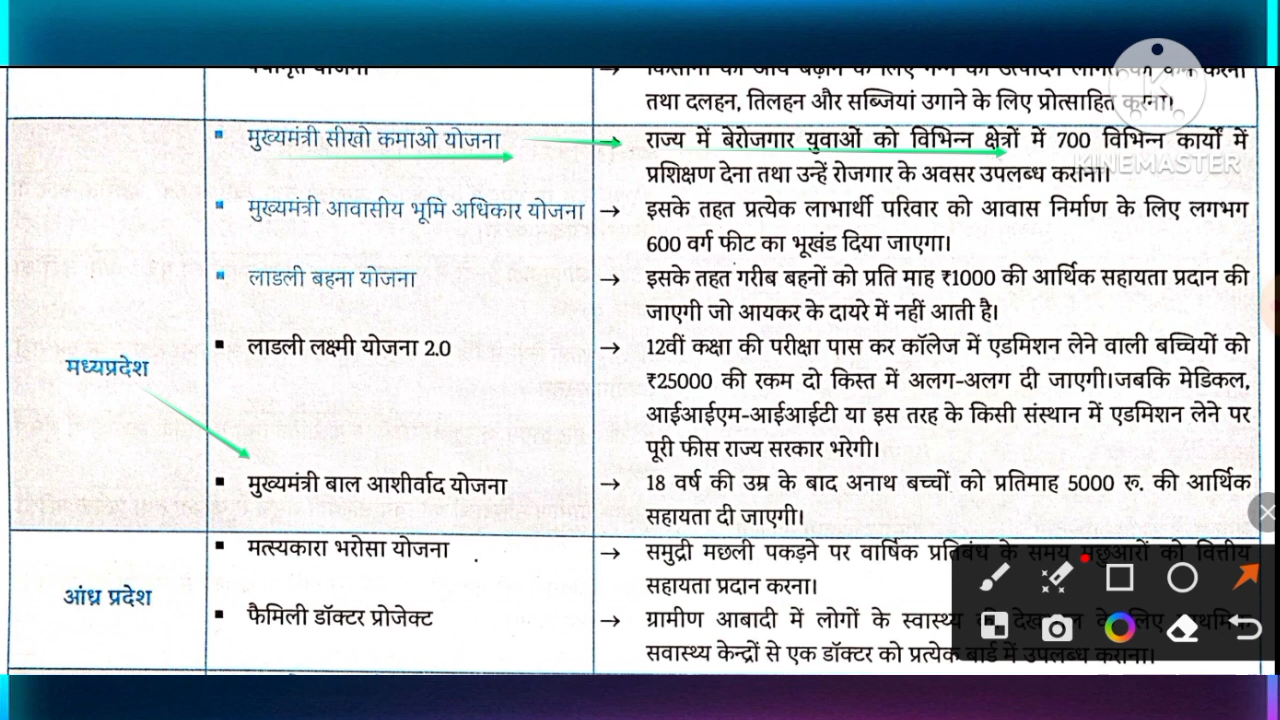 तथा दलहन, तिलहन और सब्जियां उगाने के लिए प्रोत्साहित करना।
▪ मुख्यमंत्री सीखो कमाओ योजना → राज्य में बेरोजगार युवाओं को विभिन्न क्षेत्रों में 700 विभिन्न कार्यों में
प्रशिक्षण देना तथा उन्हें रोजगार के अवसर उपलब्ध कराना।
KINEMASTER
▪ मुख्यमंत्री आवासीय भूमि अधिकार योजना → इसके तहत प्रत्येक लाभार्थी परिवार को आवास निर्माण के लिए लगभग
600 वर्ग फीट का भूखंड दिया जाएगा।
▪ लाडली बहना योजना → इसके तहत गरीब बहनों को प्रति माह ₹1000 की आर्थिक सहायता प्रदान की
जाएगी जो आयकर के दायरे में नहीं आती है।
▪ लाडली लक्ष्मी योजना 2.0 → 12वीं कक्षा की परीक्षा पास कर कॉलेज में एडमिशन लेने वाली बच्चियों को
मध्यप्रदेश
₹25000 की रकम दो किस्त में अलग-अलग दी जाएगी।जबकि मेडिकल,
आईआईएम-आईआईटी या इस तरह के किसी संस्थान में एडमिशन लेने पर
पूरी फीस राज्य सरकार भरेगी।
▪ मुख्यमंत्री बाल आशीर्वाद योजना → 18 वर्ष की उम्र के बाद अनाथ बच्चों को प्रतिमाह 5000 रू. की आर्थिक
सहायता दी जाएगी।
▪ मत्स्यकारा भरोसा योजना → समुद्री मछली पकड़ने पर वार्षिक प्रतिबंध के समय मछुआरों को वित्तीय
सहायता प्रदान करना।
आंध्र प्रदेश
▪ फैमिली डॉक्टर प्रोजेक्ट → ग्रामीण आबादी में लोगों के स्वास्थ्य
सवास्थ्य केन्द्रों से एक डॉक्टर को प्रत्येक बार्ड में उपलब्ध कराना।